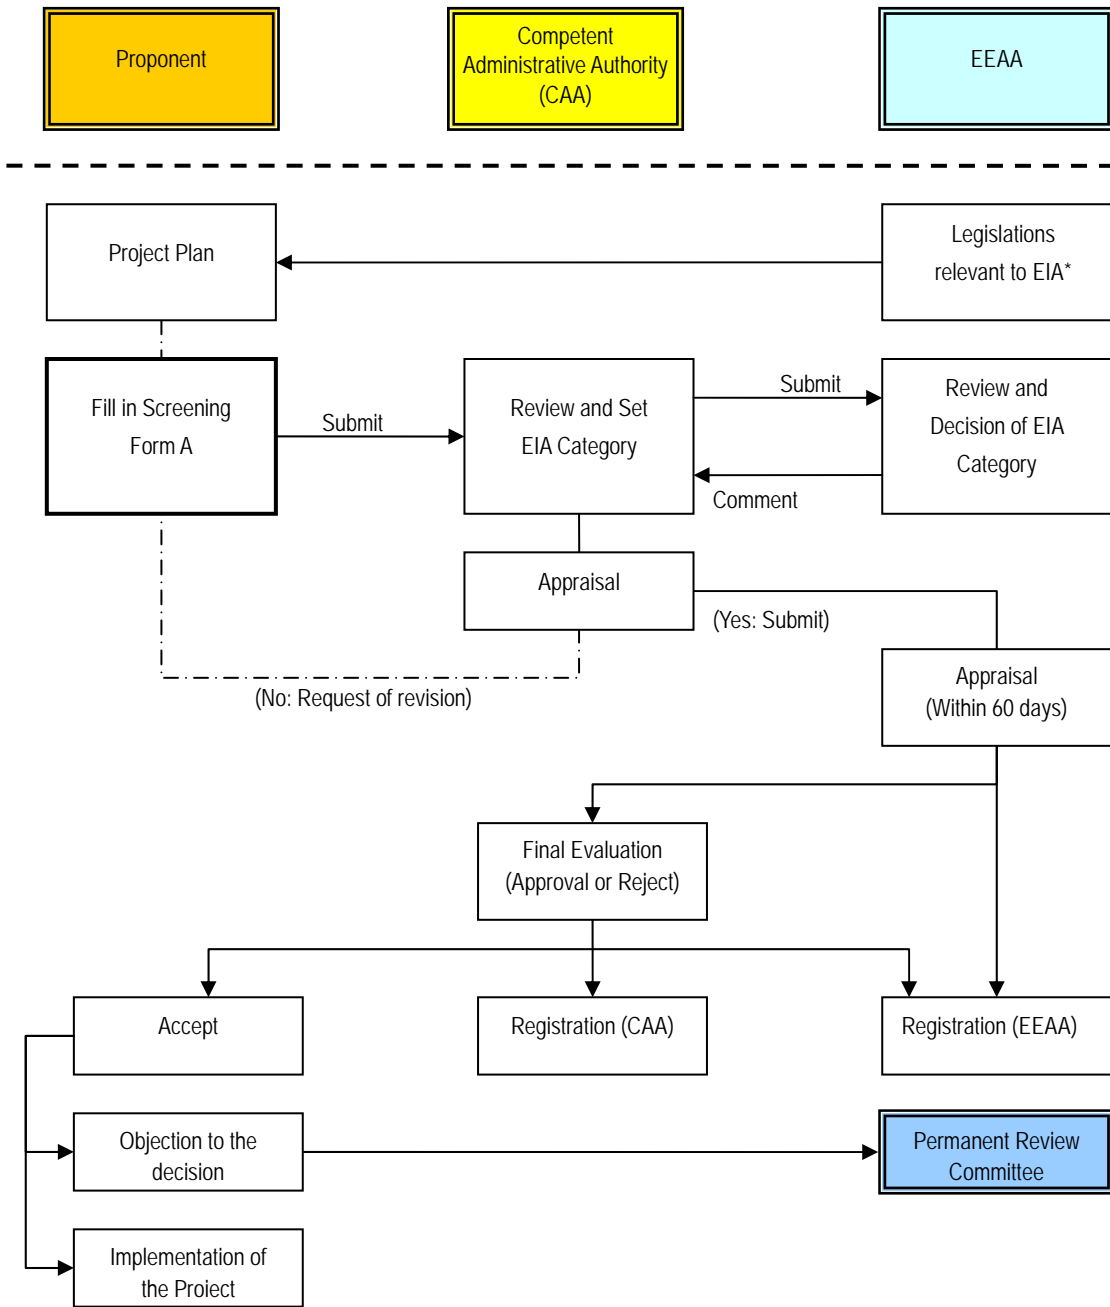 Proponent
Competent
Administrative Authority
(CAA)
EEAA
Project Plan
Legislations
relevant to EIA*
Fill in Screening
Form A
Submit
Review and Set
EIA Category
Submit
Comment
Review and
Decision of EIA
Category
Appraisal
(Yes: Submit)
(No: Request of revision)
Appraisal
(Within 60 days)
Final Evaluation
(Approval or Reject)
Accept
Registration (CAA)
Registration (EEAA)
Objection to the
decision
Permanent Review
Committee
Implementation of
the Project